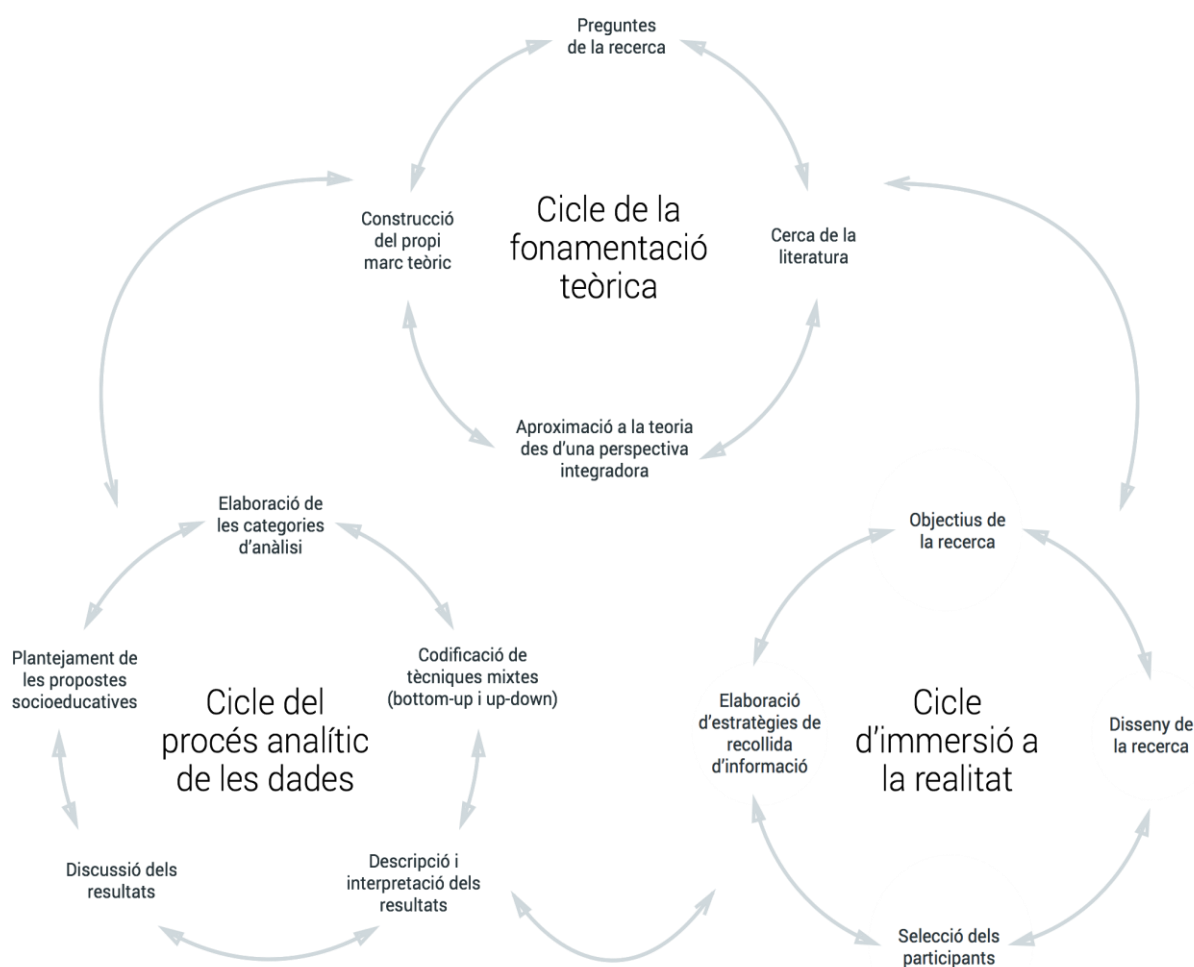 Preguntes
de la recerca
Cicle de la
fonamentació
teòrica
Construcció
del propi
marc teòric
Cerca de la
literatura
Aproximació a la teoria
des d'una perspectiva
integradora
Elaboració de
les categories
d'anàlisi
Plantejament de
les propostes
socioeducatives
Codificació de
tècniques mixtes
(bottom-up i up-down)
Cicle del
procés analític
de les dades
Discussió dels
resultats
Descripció i
interpretació dels
resultats
Objectius de
la recerca
Elaboració
d'estratègies de
recollida
d'informació
Cicle
d'immersió a
la realitat
Disseny de
la recerca
Selecció dels
participants